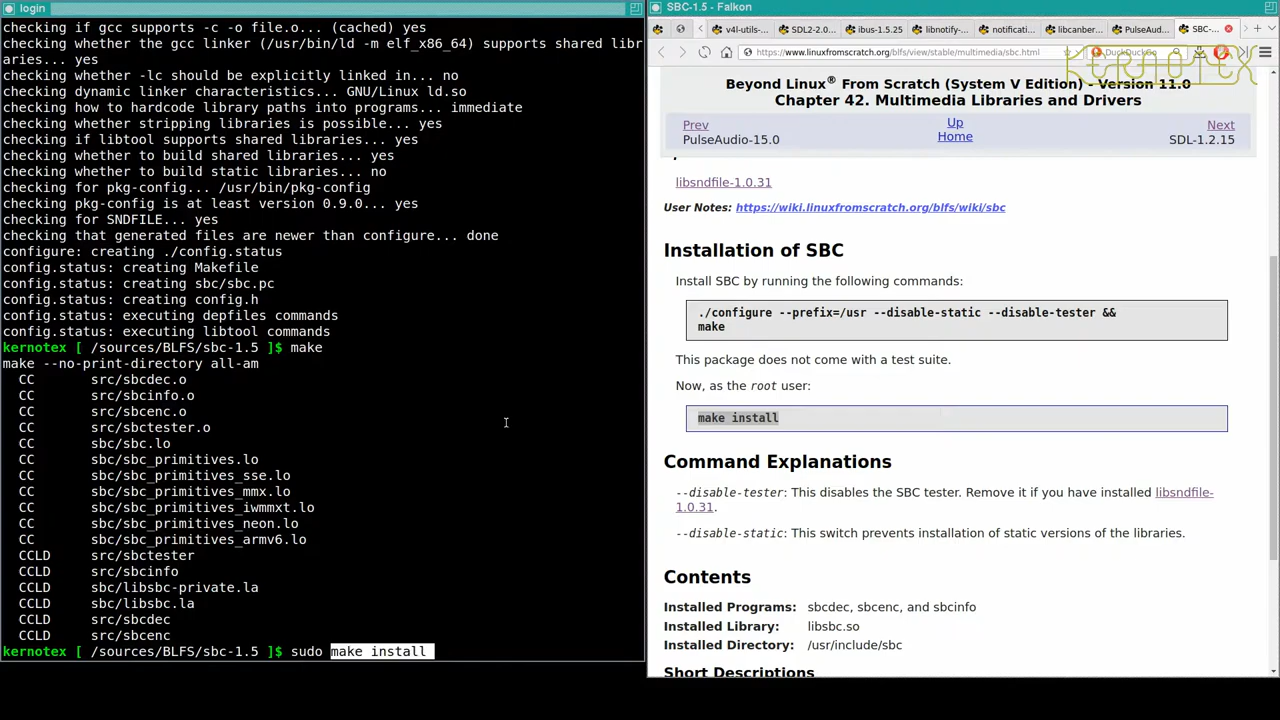 login
checking if gcc supports -c -o file.o... (cached) yes
checking whether the gcc linker (/usr/bin/ld -m elf_x86_64) supports shared libr
aries... yes
checking whether -lc should be explicitly linked in... no
checking dynamic linker characteristics... GNU/Linux ld.so
checking how to hardcode library paths into programs... immediate
checking whether stripping libraries is possible... yes
checking if libtool supports shared libraries... yes
checking whether to build shared libraries... yes
checking whether to build static libraries... no
checking for pkg-config... /usr/bin/pkg-config
checking pkg-config is at least version 0.9.0... yes
checking for SNDFILE... yes
checking that generated files are newer than configure... done
configure: creating ./config.status
config.status: creating Makefile
config.status: creating sbc/sbc.pc
config.status: creating config.h
config.status: executing depfiles commands
config.status: executing libtool commands
kernotex [ /sources/BLFS/sbc-1.5 ]$ make
make --no-print-directory all-am
CC src/sbcdec.o
CC src/sbcinfo.o
CC src/sbcenc.o
CC src/sbctester.o
CC sbc/sbc.lo
CC sbc/sbc_primitives.lo
CC sbc/sbc_primitives_sse.lo
CC sbc/sbc_primitives_mmx.lo
CC sbc/sbc_primitives_iwmmxt.lo
CC sbc/sbc_primitives_neon.lo
CC sbc/sbc_primitives_armv6.lo
CCLD src/sbctester
CCLD src/sbcinfo
CCLD sbc/libsbc-private.la
CCLD sbc/libsbc.la
CCLD src/sbcdec
CCLD src/sbcenc
kernotex [ /sources/BLFS/sbc-1.5 ]$ sudo make install
SBC-1.5 - Falkon
v4l-utils-... SDL2-2.0... ibus-1.5.25 libnotify-... notificati... libcanber... PulseAud... SBC-...
https://www.linuxfromscratch.org/blfs/view/stable/multimedia/sbc.html DuckDuckGo
KERNOTEX
Beyond Linux® From Scratch (System V Edition) - Version 11.0
Chapter 42. Multimedia Libraries and Drivers
Prev Up Next
PulseAudio-15.0 Home SDL-1.2.15
libsndfile-1.0.31
User Notes: https://wiki.linuxfromscratch.org/blfs/wiki/sbc
Installation of SBC
Install SBC by running the following commands:
./configure --prefix=/usr --disable-static --disable-tester &&
make
This package does not come with a test suite.
Now, as the root user:
make install
Command Explanations
--disable-tester: This disables the SBC tester. Remove it if you have installed libsndfile-
1.0.31.
--disable-static: This switch prevents installation of static versions of the libraries.
Contents
Installed Programs: sbcdec, sbcenc, and sbcinfo
Installed Library: libsbc.so
Installed Directory: /usr/include/sbc
Short Descriptions